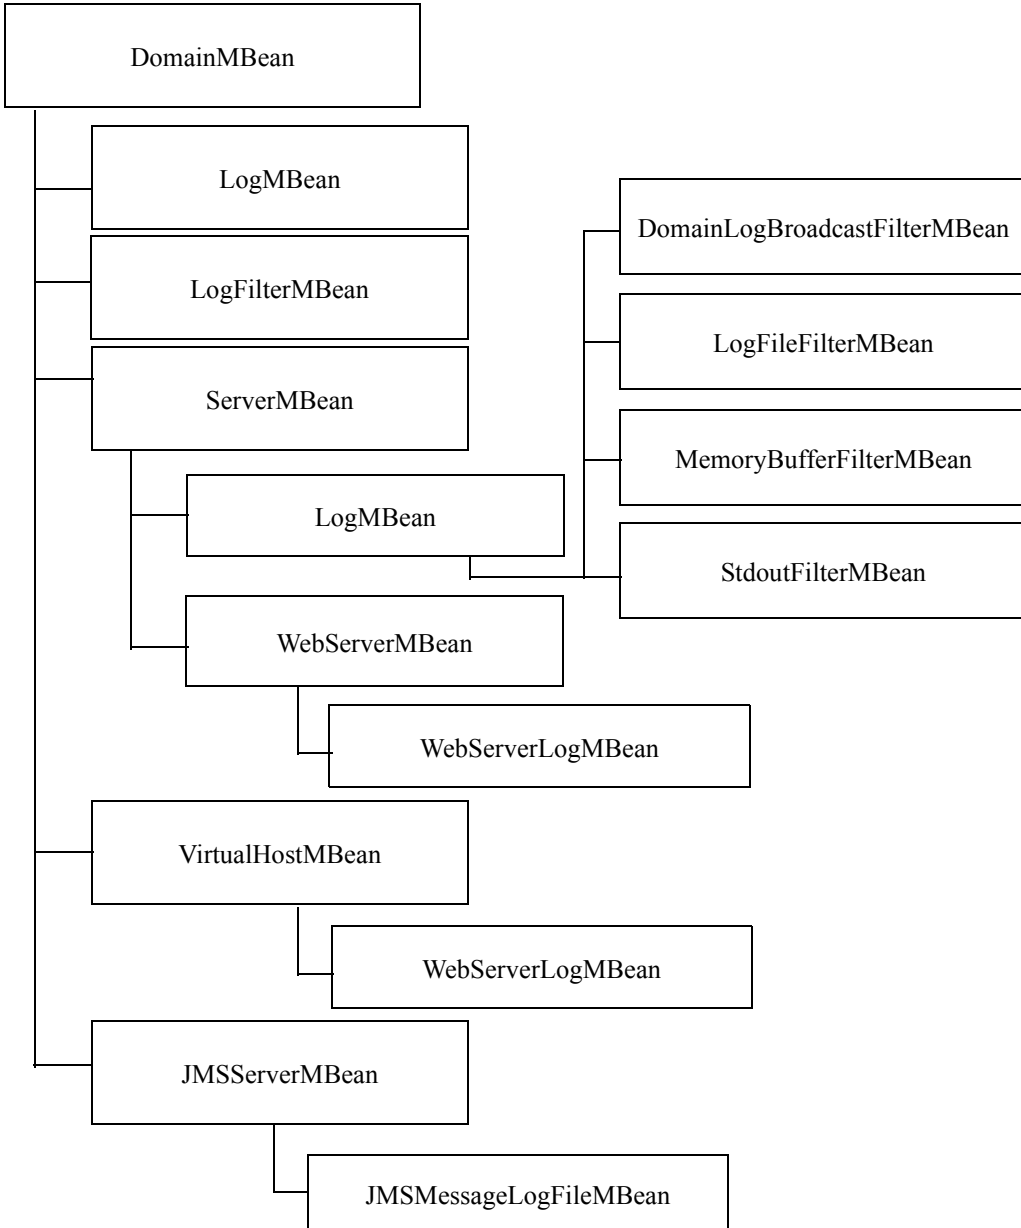 DomainMBean
LogMBean
DomainLogBroadcastFilterMBean
LogFilterMBean
LogFileFilterMBean
ServerMBean
MemoryBufferFilterMBean
LogMBean
StdoutFilterMBean
WebServerMBean
WebServerLogMBean
VirtualHostMBean
WebServerLogMBean
JMSServerMBean
JMSMessageLogFileMBean